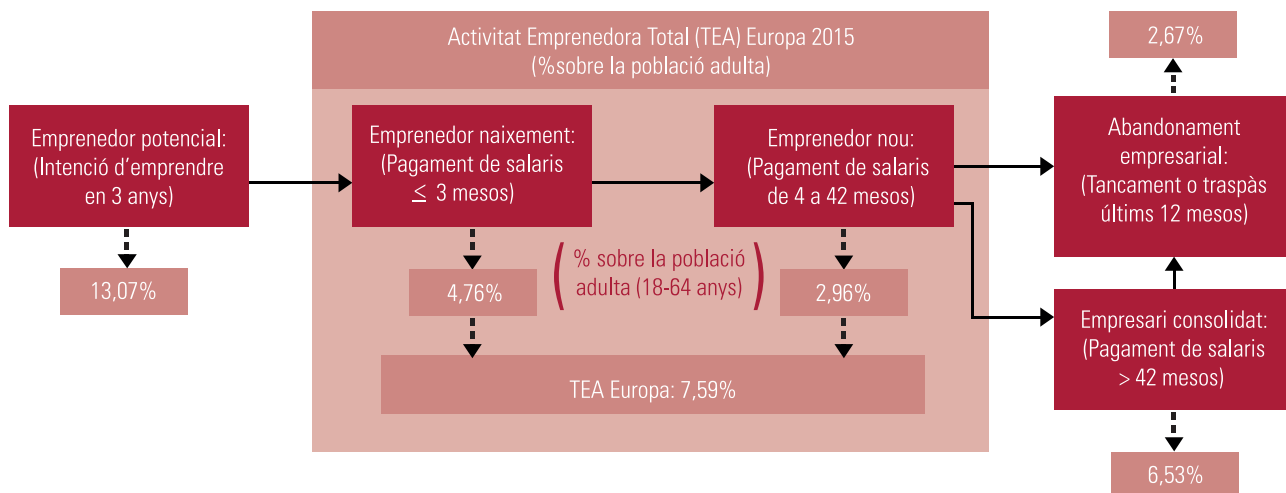 Activitat Emprenedora Total (TEA) Europa 2015
(%sobre la població adulta)
2,67%
Emprenedor potencial:
(Intenció d'emprendre
en 3 anys)
Emprenedor naixement:
(Pagament de salaris
≤ 3 mesos)
Emprenedor nou:
(Pagament de salaris
de 4 a 42 mesos)
Abandonament
empresarial:
(Tancament o traspàs
últims 12 mesos)
13,07%
4,76%
( % sobre la població
adulta (18-64 anys) )
2,96%
Empresari consolidat:
(Pagament de salaris
> 42 mesos)
TEA Europa: 7,59%
6,53%